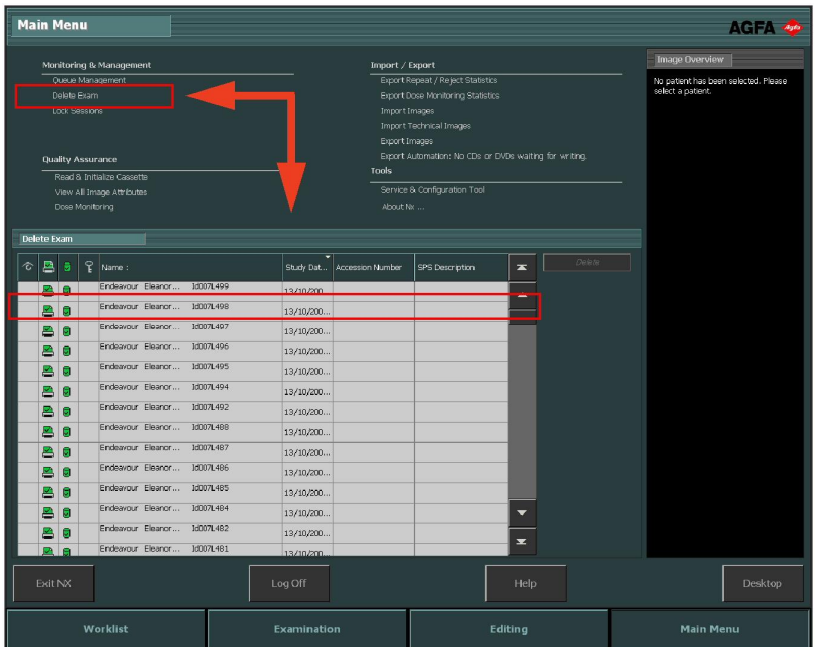 Main Menu
AGFA
Agfa
Monitoring & Management
Queue Management
Delete Exam
Lock Sessions
Quality Assurance
Read & Initialize Cassette
View All Image Attributes
Dose Monitoring
Import / Export
Export Repeat / Reject Statistics
Export Dose Monitoring Statistics
Import Images
Import Technical Images
Export Images
Export Automation: No CDs or DVDs waiting for writing.
Tools
Service & Configuration Tool
About Nx ...
Image Overview
No patient has been selected. Please
select a patient.
Delete Exam
Name : Study Dat... Accession Number SPS Description
Delete
Endeavour Eleanor... Id007L499 13/10/200...
Endeavour Eleanor... Id007L498 13/10/200...
Endeavour Eleanor... Id007L497 13/10/200...
Endeavour Eleanor... Id007L496 13/10/200...
Endeavour Eleanor... Id007L495 13/10/200...
Endeavour Eleanor... Id007L494 13/10/200...
Endeavour Eleanor... Id007L492 13/10/200...
Endeavour Eleanor... Id007L488 13/10/200...
Endeavour Eleanor... Id007L487 13/10/200...
Endeavour Eleanor... Id007L486 13/10/200...
Endeavour Eleanor... Id007L485 13/10/200...
Endeavour Eleanor... Id007L484 13/10/200...
Endeavour Eleanor... Id007L482 13/10/200...
Endeavour Eleanor... Id007L481 13/10/200...
Exit NX Log Off Help Desktop
Worklist Examination Editing Main Menu